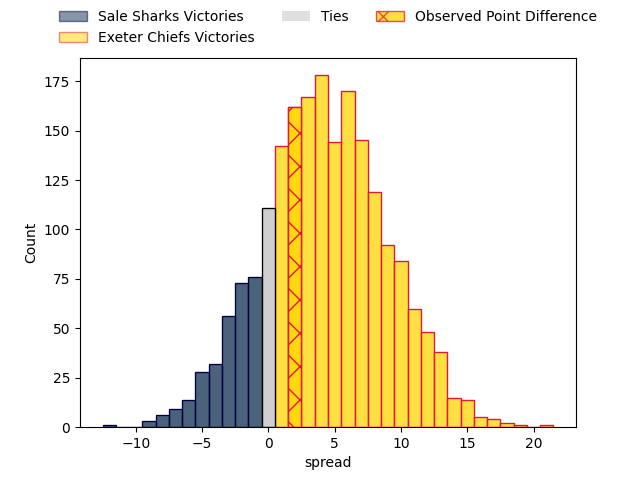 Sale Sharks Victories
Exeter Chiefs Victories
Ties
Observed Point Difference
175
150
125
100
75
50
25
0
Count
−10
−5
0
5
10
15
20
spread